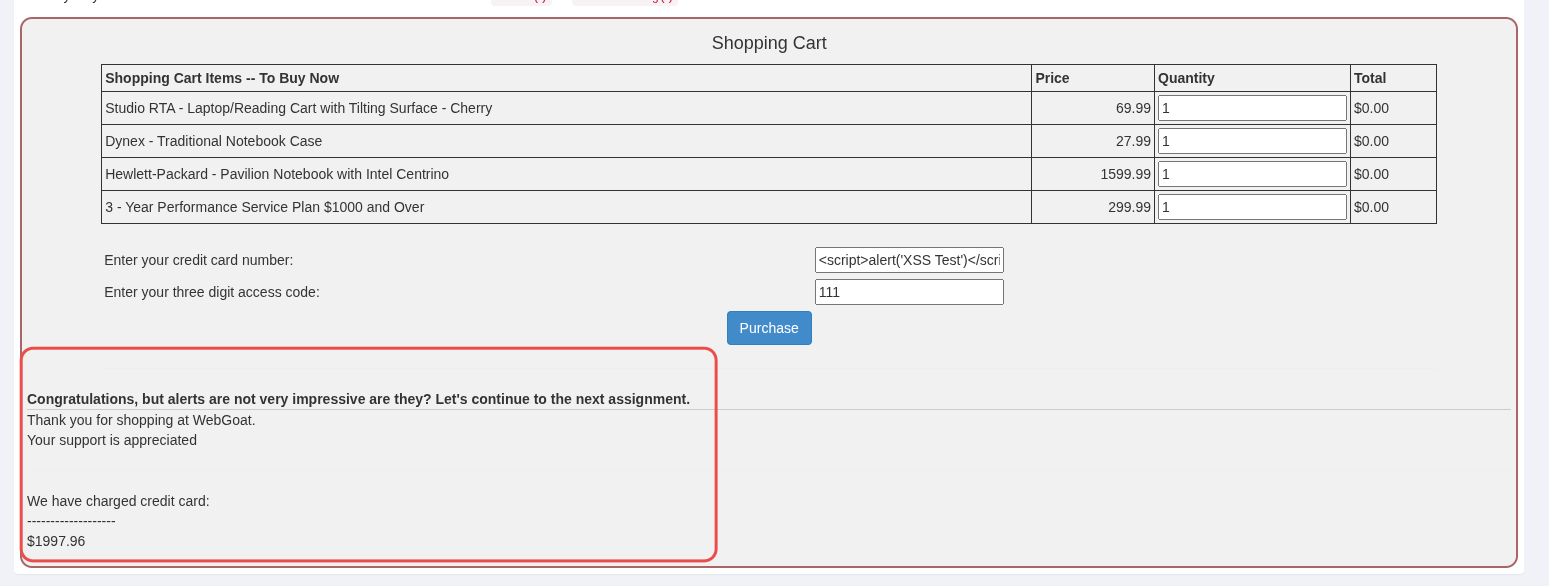 Shopping Cart
Shopping Cart Items -- To Buy Now Price Quantity Total
Studio RTA - Laptop/Reading Cart with Tilting Surface - Cherry 69.99 1 $0.00
Dynex - Traditional Notebook Case 27.99 1 $0.00
Hewlett-Packard - Pavilion Notebook with Intel Centrino 1599.99 1 $0.00
3 - Year Performance Service Plan $1000 and Over 299.99 1 $0.00
Enter your credit card number: <script>alert('XSS Test')</scri
Enter your three digit access code: 111
Purchase
Congratulations, but alerts are not very impressive are they? Let's continue to the next assignment.
Thank you for shopping at WebGoat.
Your support is appreciated
We have charged credit card:
-------------------
$1997.96